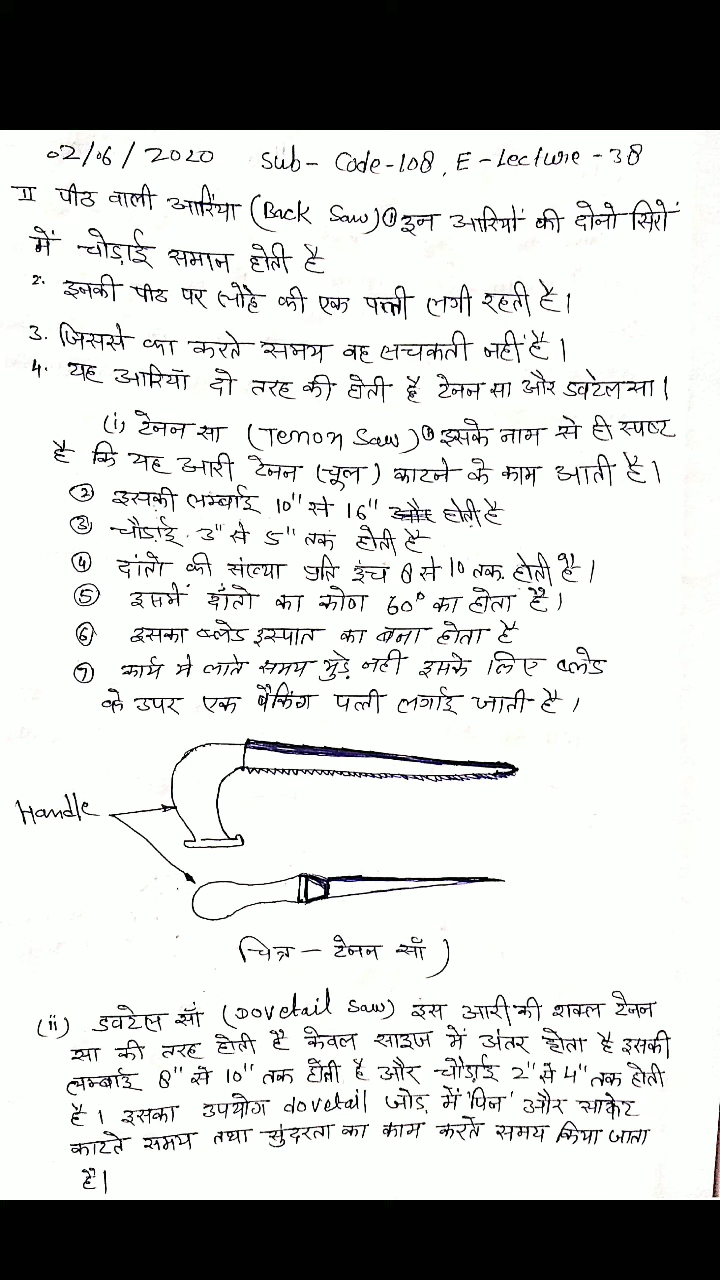 02/06/2020 Sub- Code-108, E-Lecture-38
II पीठ वाली आरिंया (Back Saw) ① इन आरियों की दोनो सिरों
में चोड़ाई समान होती है
2. इनकी पीठ पर लोहे की एक पत्ती लगी रहती है।
3. जिससे का करते समय वह लचकती नहीं है।
4. यह आरियाँ दो तरह की होती है टेनन सा और डवटेल सा।
(i) टेनन सा (Tenon Saw) ① इसके नाम से ही स्पष्ट
है कि यह आरी टेनन (चूल) काटने के काम आती है।
② इसकी लम्बाई 10" से 16" होती है
③ चौड़ाई 3" से 5" तक होती है
④ दांतो की संख्या प्रति इंच 8 से 10 तक होती है।
⑤ इसमें दाँतो का कोण 60° का होता है।
⑥ इसका ब्लेड इस्पात का बना होता है
⑦ कार्य मे लाते समय मुड़े नही इसके लिए ब्लेड
के उपर एक बैकिंग पत्ती लगाई जाती है।
Handle
चित्र - टेनन साँ)
(ii) डवटेल साँ (Dovetail Saw) इस आरी की शक्ल टेनन
सा की तरह होती है केवल साइज में अंतर होता है इसकी
लम्बाई 8" से 10" तक होती है और चौड़ाई 2" से 4" तक होती
है। इसका उपयोग dovetail जोड़ में 'पिन' और साकेट
काटते समय तथा सुंदरता का काम करते समय किया जाता
है।